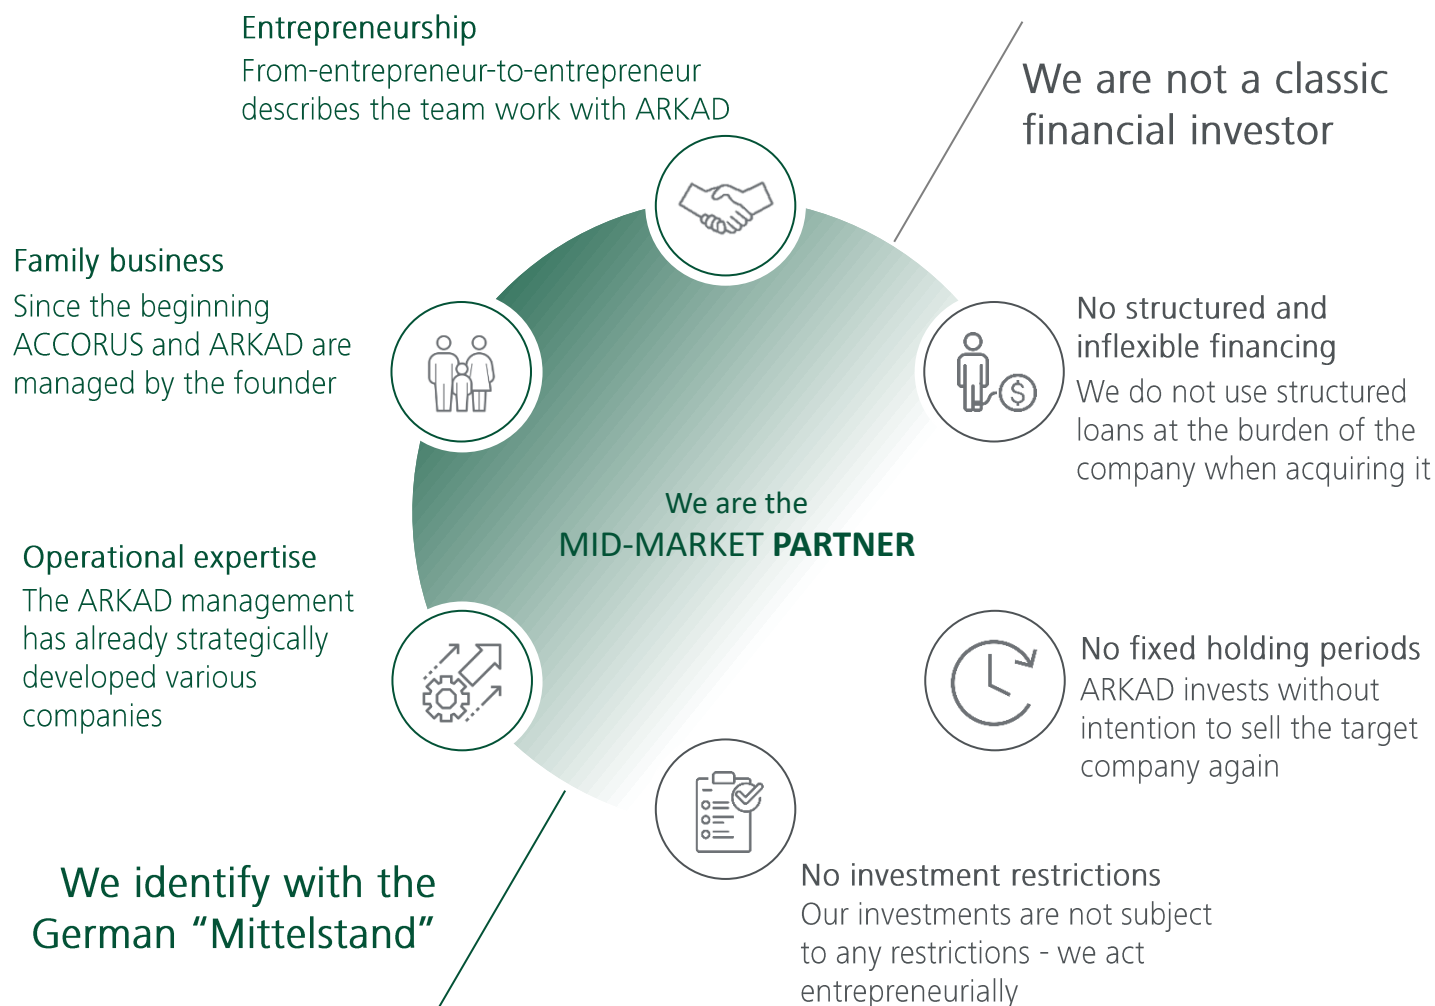 Entrepreneurship
From-entrepreneur-to-entrepreneur
describes the team work with ARKAD
We are not a classic
financial investor
Family business
Since the beginning
ACCORUS and ARKAD are
managed by the founder
No structured and
inflexible financing
We do not use structured
loans at the burden of the
company when acquiring it
$
We are the
MID-MARKET PARTNER
Operational expertise
The ARKAD management
has already strategically
developed various
companies
No fixed holding periods
ARKAD invests without
intention to sell the target
company again
We identify with the
German “Mittelstand”
No investment restrictions
Our investments are not subject
to any restrictions - we act
entrepreneurially